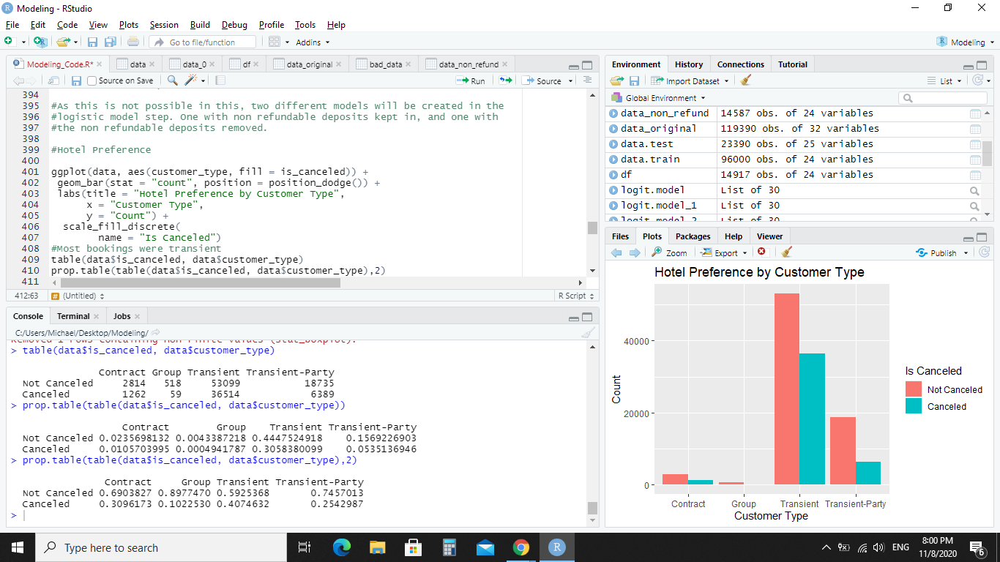 Modeling - RStudio
File Edit Code View Plots Session Build Debug Profile Tools Help
Go to file/function Addins Modeling
Modeling_Code.R* data data_0 df data_original bad_data data_non_refund
Source on Save Run Source
394
395 #As this is not possible in this, two different models will be created in the
396 #logistic model step. One with non refundable deposits kept in, and one with
397 #the non refundable deposits removed.
398
399 #Hotel Preference
400
401 ggplot(data, aes(customer_type, fill = is_canceled)) +
402 geom_bar(stat = "count", position = position_dodge()) +
403 labs(title = "Hotel Preference by Customer Type",
404 x = "Customer Type",
405 y = "Count") +
406 scale_fill_discrete(
407 name = "Is Canceled")
408 #Most bookings were transient
409 table(data$is_canceled, data$customer_type)
410 prop.table(table(data$is_canceled, data$customer_type),2)
411
412:63 # (Untitled) R Script
Console Terminal Jobs
C:/Users/Michael/Desktop/Modeling/
Removed 1 rows containing non-finite values (stat_boxplot).
> table(data$is_canceled, data$customer_type)
Contract Group Transient Transient-Party
Not Canceled 2814 518 53099 18735
Canceled 1262 59 36514 6389
> prop.table(table(data$is_canceled, data$customer_type))
Contract Group Transient Transient-Party
Not Canceled 0.0235698132 0.0043387218 0.4447524918 0.1569226903
Canceled 0.0105703995 0.0004941787 0.3058380099 0.0535136946
> prop.table(table(data$is_canceled, data$customer_type),2)
Contract Group Transient Transient-Party
Not Canceled 0.6903827 0.8977470 0.5925368 0.7457013
Canceled 0.3096173 0.1022530 0.4074632 0.2542987
>
Environment History Connections Tutorial
Import Dataset List
Global Environment
data_non_refund 14587 obs. of 24 variables
data_original 119390 obs. of 32 variables
data.test 23390 obs. of 25 variables
data.train 96000 obs. of 24 variables
df 14917 obs. of 24 variables
logit.model List of 30
logit.model_1 List of 30
logit.model_2 List of 30
Files Plots Packages Help Viewer
Zoom Export Publish
Hotel Preference by Customer Type
40000
20000
0
Count
Contract Group Transient Transient-Party
Customer Type
Is Canceled
Not Canceled
Canceled
Type here to search
ENG
8:00 PM
11/8/2020
6